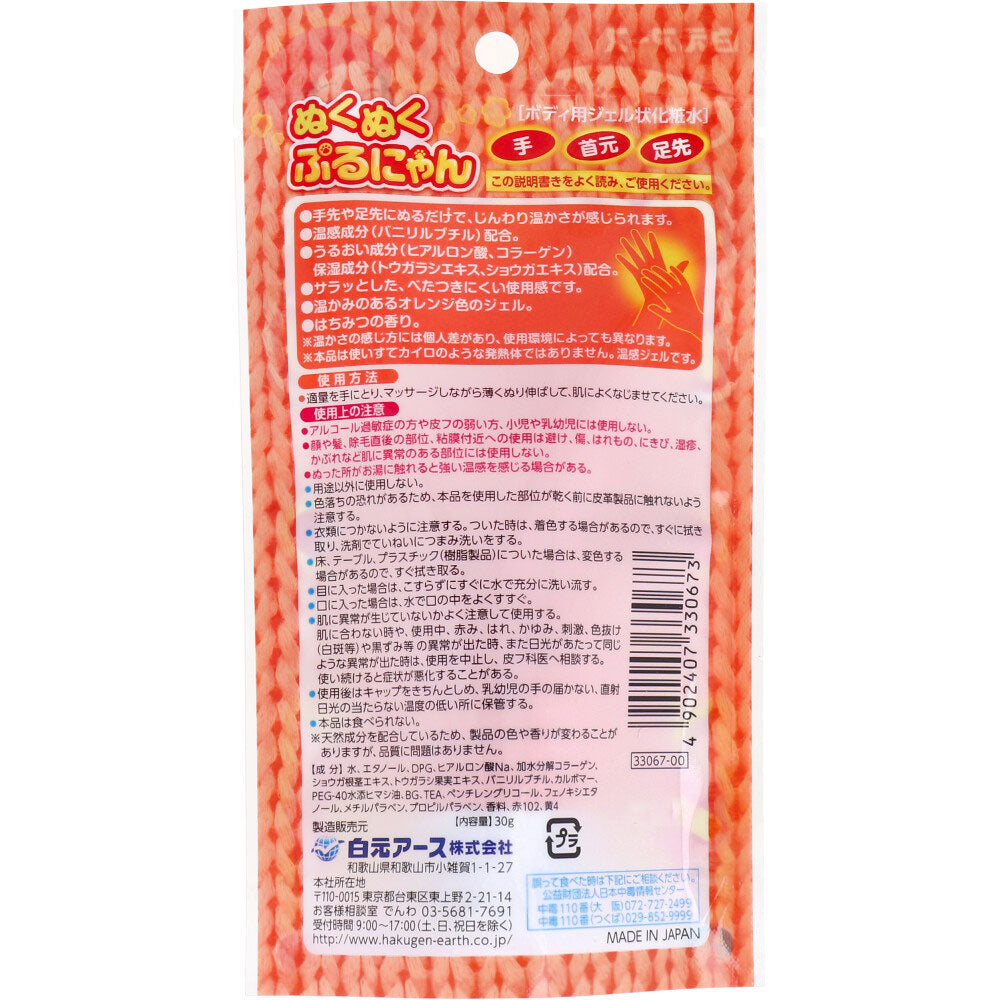 ぬくぬく
ぷるにゃん
[ボディ用ジェル状化粧水]
手 首元 足先
この説明書きをよく読み、ご使用ください。
●手先や足先にぬるだけで、じんわり温かさが感じられます。
●温感成分(バニリルブチル)配合。
●うるおい成分(ヒアルロン酸、コラーゲン)
保湿成分(トウガラシエキス、ショウガエキス)配合。
●サラッとした、べたつきにくい使用感です。
●温かみのあるオレンジ色のジェル。
●はちみつの香り。
※温かさの感じ方には個人差があり、使用環境によっても異なります。
※本品は使いすてカイロのような発熱体ではありません。温感ジェルです。
使用方法
●適量を手にとり、マッサージしながら薄くぬり伸ばして、肌によくなじませてください。
使用上の注意
●アルコール過敏症の方や皮フの弱い方、小児や乳幼児には使用しない。
●顔や髪、除毛直後の部位、粘膜付近への使用は避け、傷、はれもの、にきび、湿疹、
かぶれなど肌に異常のある部位には使用しない。
●ぬった所がお湯に触れると強い温感を感じる場合がある。
●用途以外に使用しない。
●色落ちの恐れがあるため、本品を使用した部位が乾く前に皮革製品に触れないよう
注意する。
●衣類につかないように注意する。ついた時は、着色する場合があるので、すぐに拭き
取り、洗剤でていねいにつまみ洗いをする。
●床、テーブル、プラスチック(樹脂製品)についた場合は、変色する
場合があるので、すぐ拭き取る。
●目に入った場合は、こすらずにすぐに水で充分に洗い流す。
●口に入った場合は、水で口の中をよくすすぐ。
●肌に異常が生じていないかよく注意して使用する。
肌に合わない時や、使用中、赤み、はれ、かゆみ、刺激、色抜け
(白斑等)や黒ずみ等の異常が出た時、また日光があたって同じ
ような異常が出た時は、使用を中止し、皮フ科医へ相談する。
使い続けると症状が悪化することがある。
●使用後はキャップをきちんとしめ、乳幼児の手の届かない、直射
日光の当たらない温度の低い所に保管する。
●本品は食べられない。
※天然成分を配合しているため、製品の色や香りが変わることが
ありますが、品質に問題はありません。
4 902407 330673
33067-00
【成 分】水、エタノール、DPG、ヒアルロン酸Na、加水分解コラーゲン、
ショウガ根茎エキス、トウガラシ果実エキス、バニリルブチル、カルボマー、
PEG-40水添ヒマシ油、BG、TEA、ペンチレングリコール、フェノキシエタ
ノール、メチルパラベン、プロピルパラベン、香料、赤102、黄4
【内容量】30g
製造販売元
白元アース株式会社
和歌山県和歌山市小雑賀1-1-27
本社所在地
〒110-0015 東京都台東区東上野2-21-14
お客様相談室 でんわ 03-5681-7691
受付時間 9:00~17:00(土、日、祝日を除く)
http://www.hakugen-earth.co.jp/
プラ
誤って食べた時は下記にご相談ください。
公益財団法人日本中毒情報センター
中毒110番(大 阪) 072-727-2499
中毒110番(つくば) 029-852-9999
MADE IN JAPAN